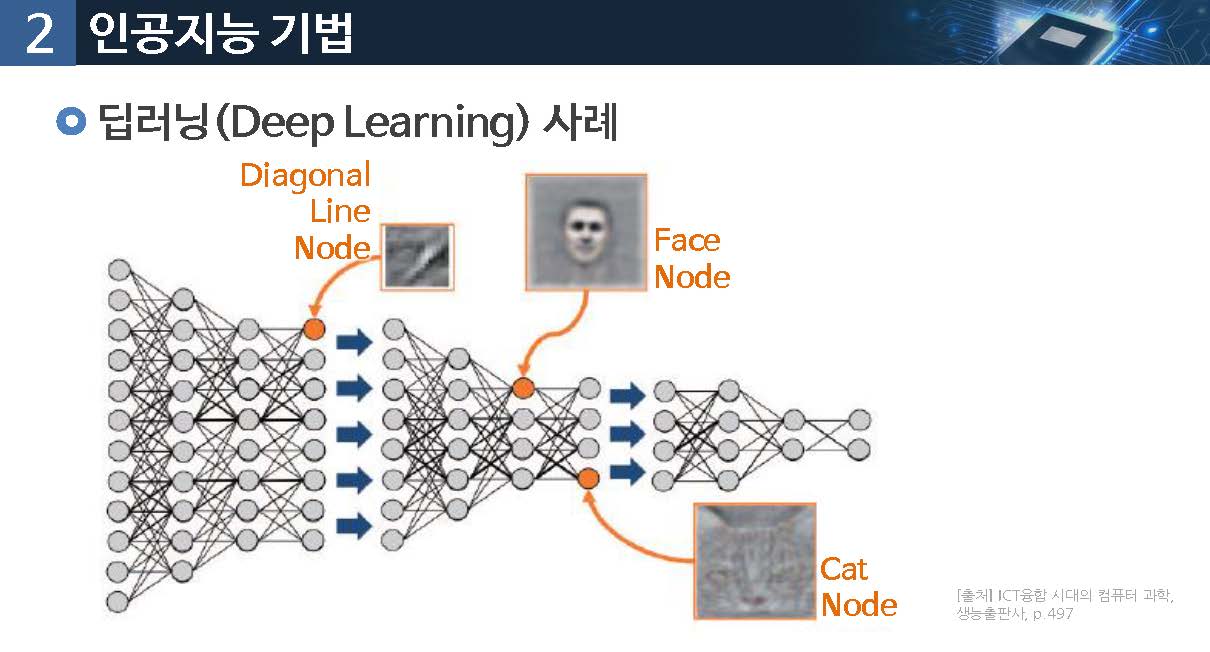 2 인공지능 기법
딥러닝(Deep Learning) 사례
Diagonal
Line
Node
Face
Node
Cat
Node
[출처] ICT융합 시대의 컴퓨터 과학,
생능출판사, p.497